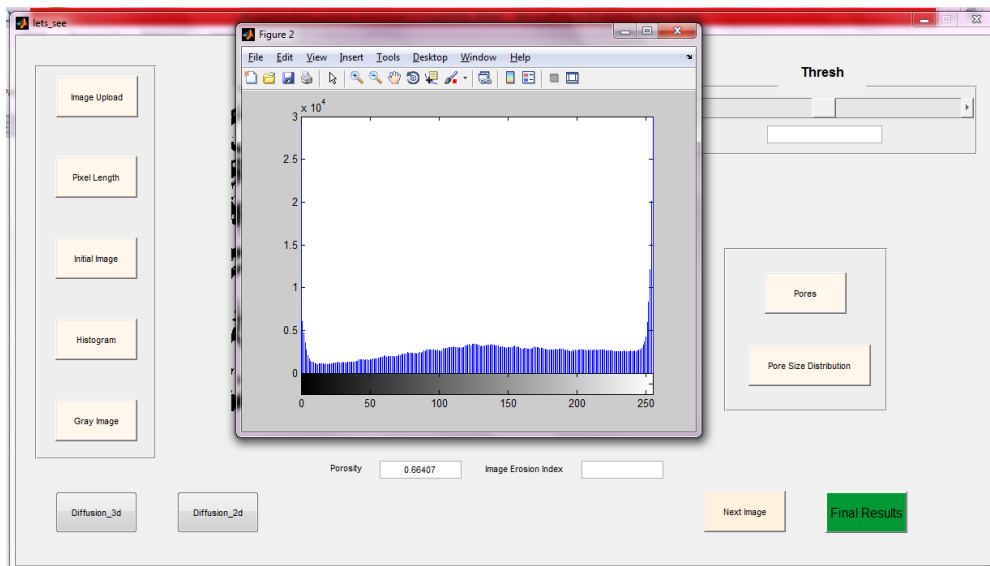 lets_see
Figure 2
File Edit View Insert Tools Desktop Window Help
Thresh
Image Upload
Pixel Length
Initial Image
Histogram
Gray Image
x 10^4
3
2.5
2
1.5
1
0.5
0
0 50 100 150 200 250
Pores
Pore Size Distribution
Porosity 0.66407 Image Erosion Index
Diffusion_3d Diffusion_2d Next Image Final Results